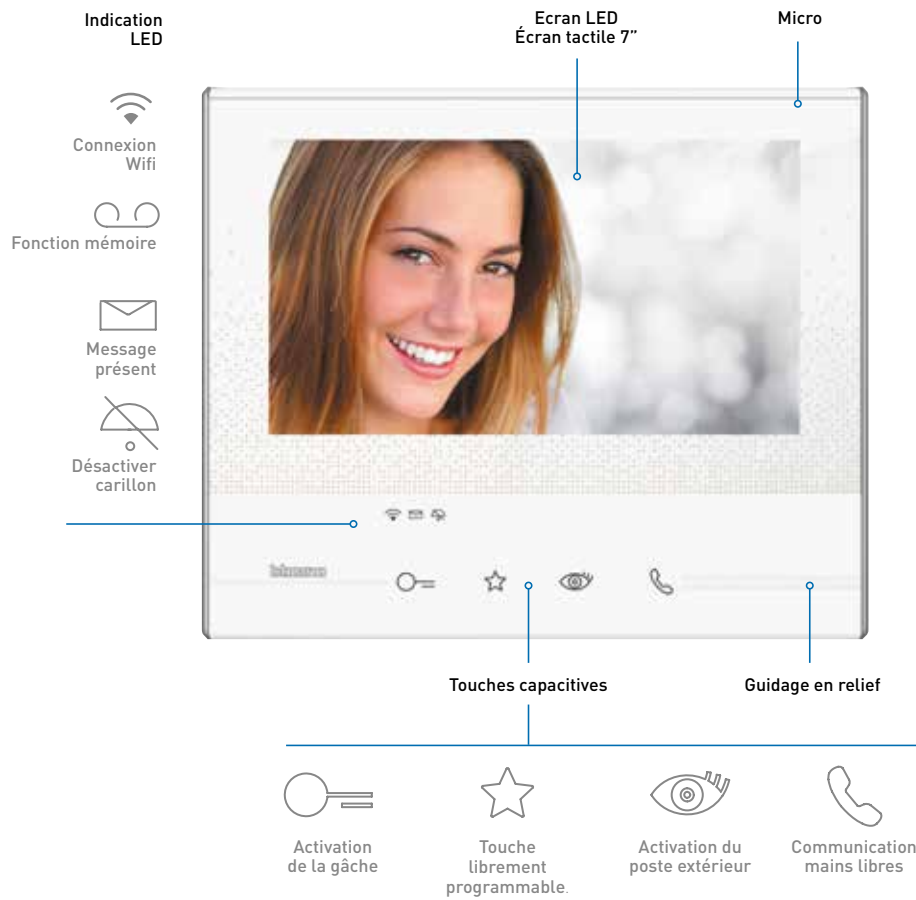 Indication
LED
Ecran LED
Écran tactile 7”
Micro
Connexion
Wifi
Fonction mémoire
Message
présent
Désactiver
carillon
bticino
Touches capacitives
Guidage en relief
Activation
de la gâche
Touche
librement
programmable.
Activation du
poste extérieur
Communication
mains libres